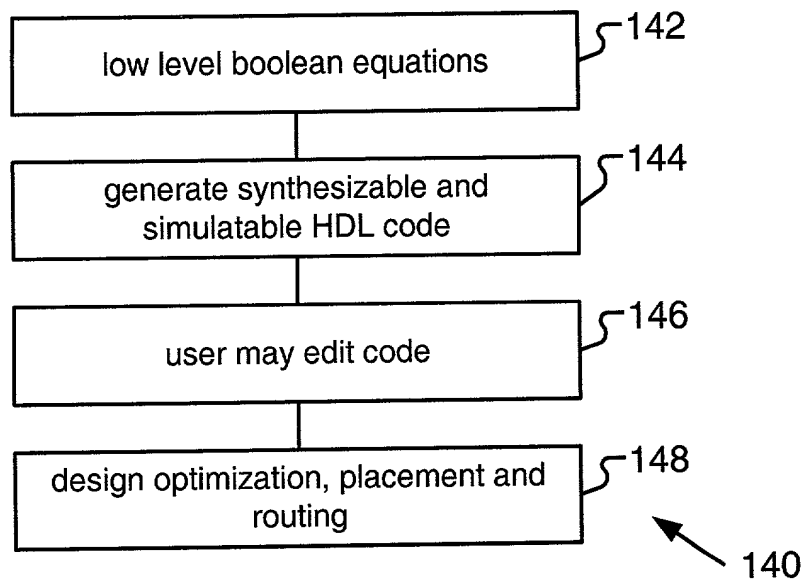 low level boolean equations
142
generate synthesizable and
simulatable HDL code
144
user may edit code
146
design optimization, placement and
routing
148
140